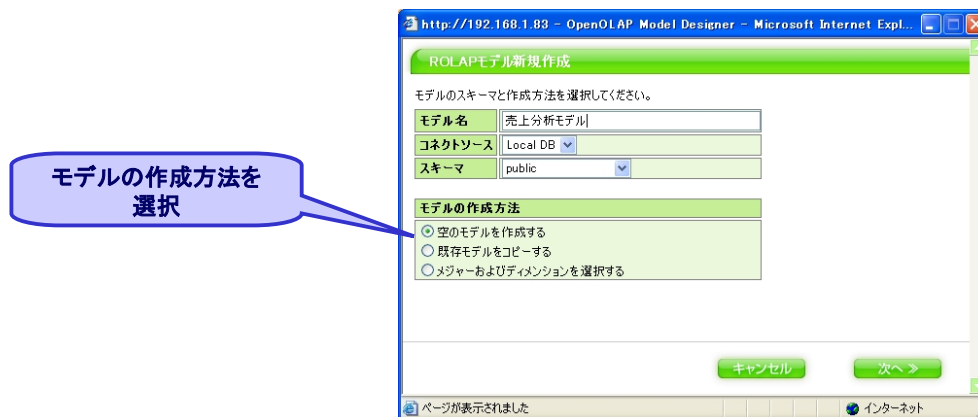 http://192.168.1.83 - OpenOLAP Model Designer - Microsoft Internet Expl...
ROLAPモデル新規作成
モデルのスキーマと作成方法を選択してください。
モデル名 売上分析モデル
コネクトソース Local DB
スキーマ public
モデルの作成方法を
選択
モデルの作成方法
空のモデルを作成する
既存モデルをコピーする
メジャーおよびディメンションを選択する
キャンセル 次へ ≫
ページが表示されました インターネット